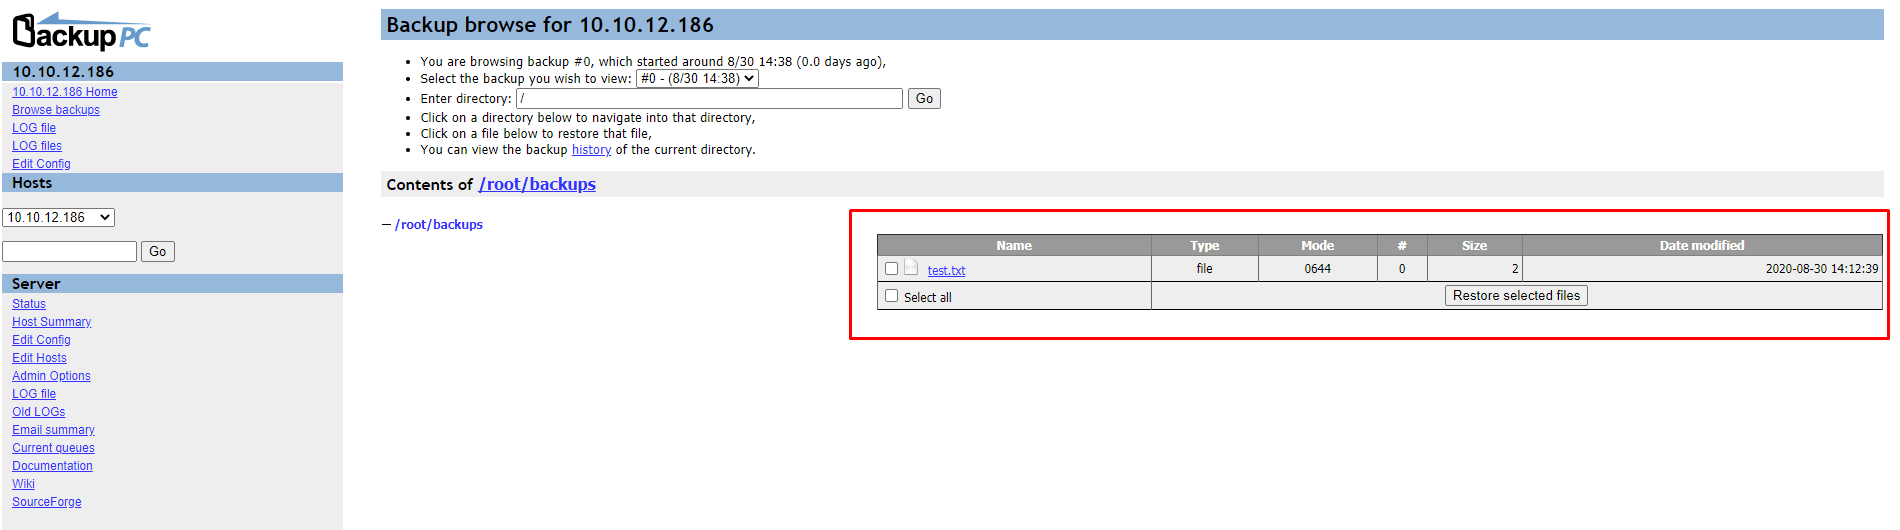 BackupPC
10.10.12.186
10.10.12.186 Home
Browse backups
LOG file
LOG files
Edit Config
Hosts
10.10.12.186
Go
Server
Status
Host Summary
Edit Config
Edit Hosts
Admin Options
LOG file
Old LOGs
Email summary
Current queues
Documentation
Wiki
SourceForge
Backup browse for 10.10.12.186
You are browsing backup #0, which started around 8/30 14:38 (0.0 days ago),
Select the backup you wish to view: #0 - (8/30 14:38)
Enter directory: / Go
Click on a directory below to navigate into that directory,
Click on a file below to restore that file,
You can view the backup history of the current directory.
Contents of /root/backups
/root/backups
Name Type Mode # Size Date modified
test.txt file 0644 0 2 2020-08-30 14:12:39
Select all Restore selected files